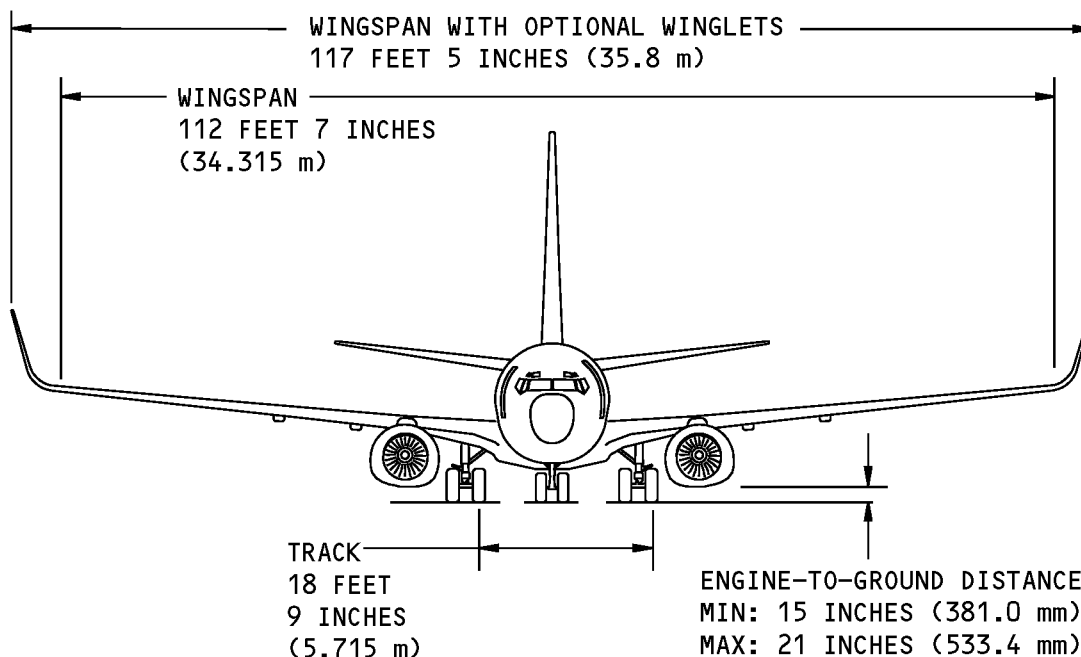 WINGSPAN WITH OPTIONAL WINGLETS
117 FEET 5 INCHES (35.8 m)
WINGSPAN
112 FEET 7 INCHES
(34.315 m)
TRACK
18 FEET
9 INCHES
(5.715 m)
ENGINE-TO-GROUND DISTANCE
MIN: 15 INCHES (381.0 mm)
MAX: 21 INCHES (533.4 mm)